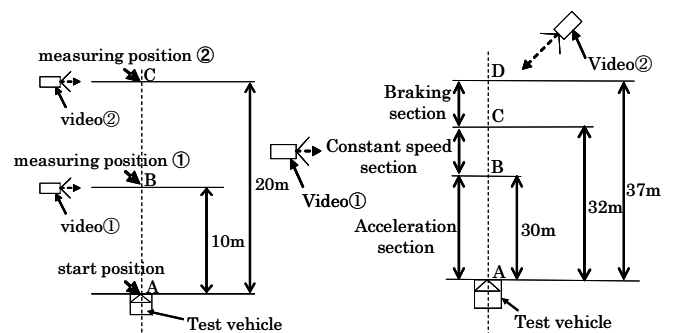 measuring position ②
C
video②
measuring position ①
B
video①
20m
10m
start position
A
Test vehicle
Video②
D
Braking
section
C
Constant speed
section
Video①
B
37m
32m
30m
Acceleration
section
A
Test vehicle